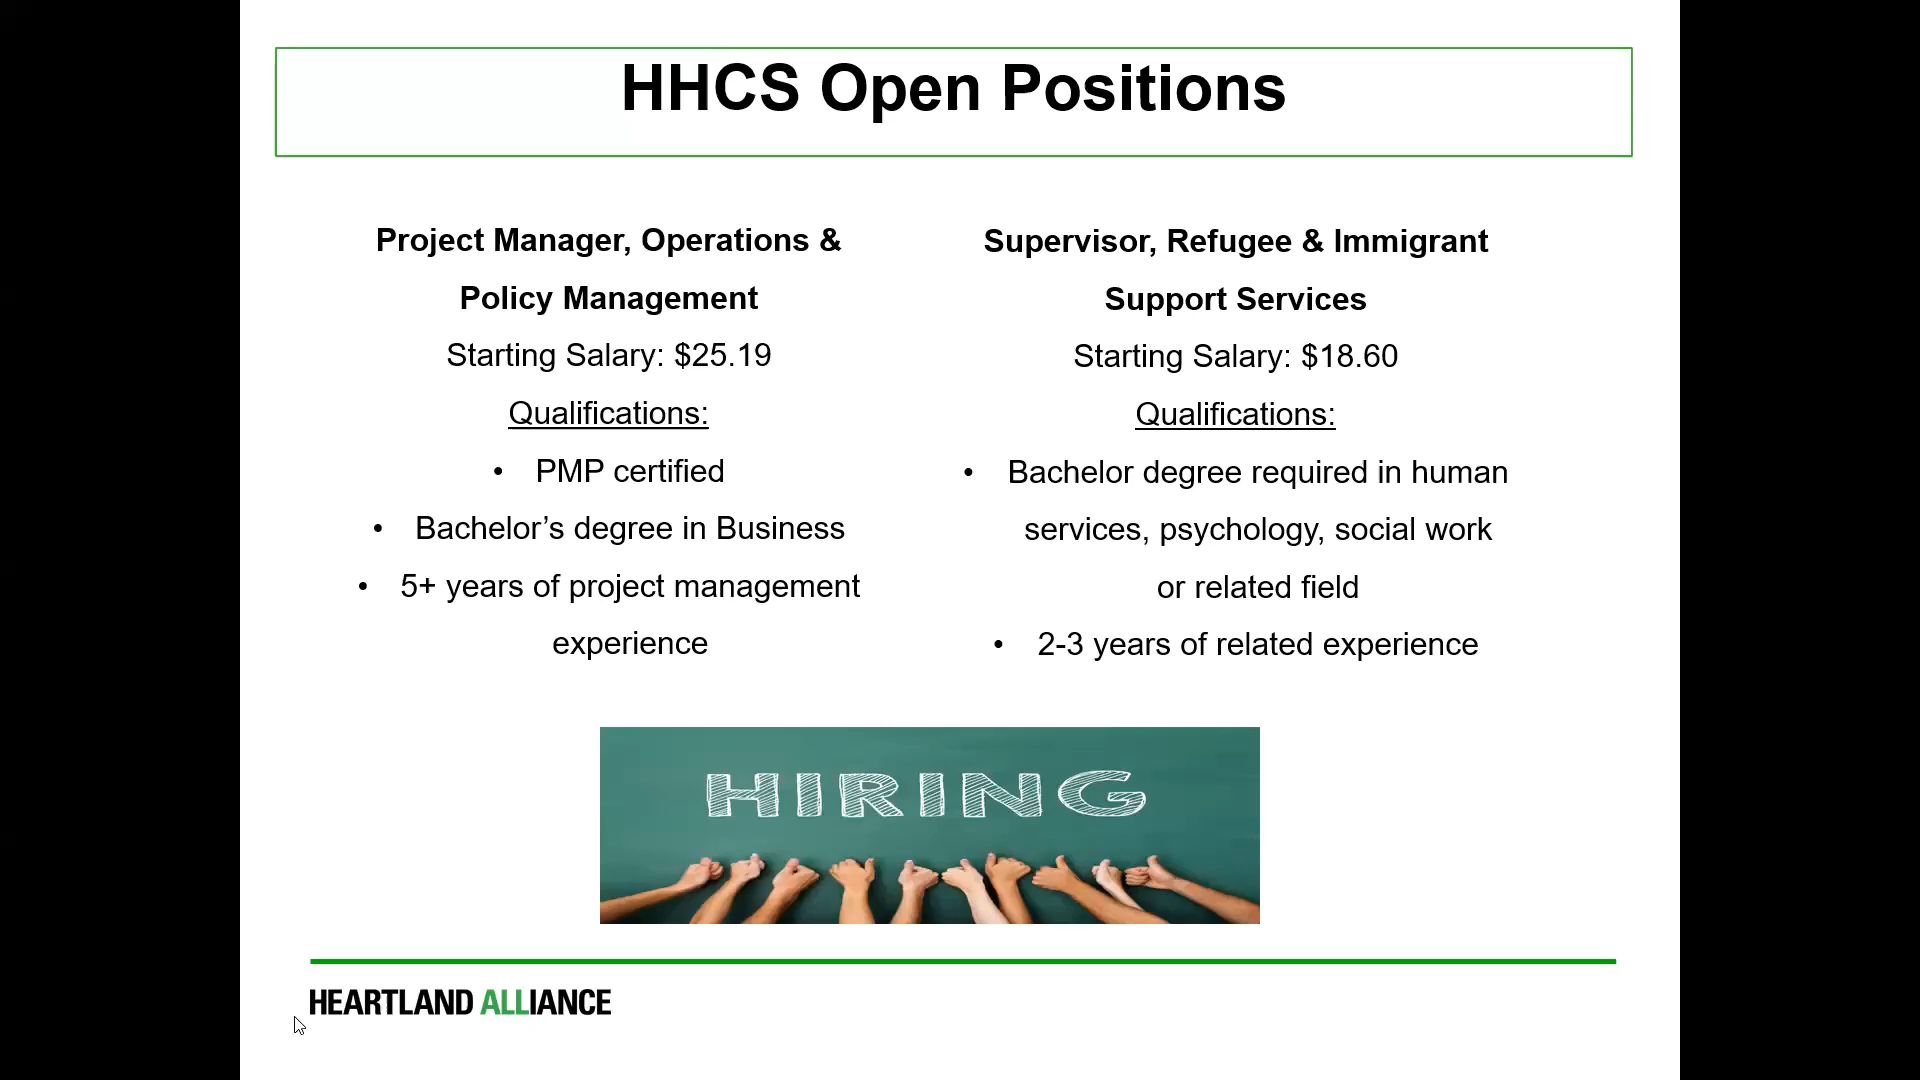 HHCS Open Positions
Project Manager, Operations &
Policy Management
Starting Salary: $25.19
Qualifications:
• PMP certified
• Bachelor’s degree in Business
• 5+ years of project management
experience
Supervisor, Refugee & Immigrant
Support Services
Starting Salary: $18.60
Qualifications:
• Bachelor degree required in human
services, psychology, social work
or related field
• 2-3 years of related experience
HIRING
HEARTLAND ALLIANCE